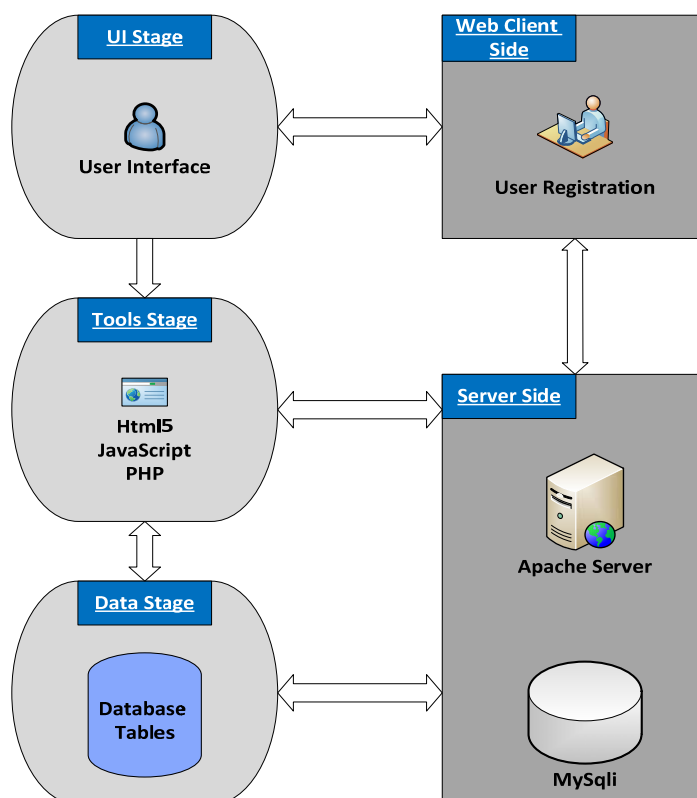 UI Stage
User Interface
Web Client
Side
User Registration
Tools Stage
Html5
JavaScript
PHP
Server Side
Apache Server
Data Stage
Database
Tables
MySqli